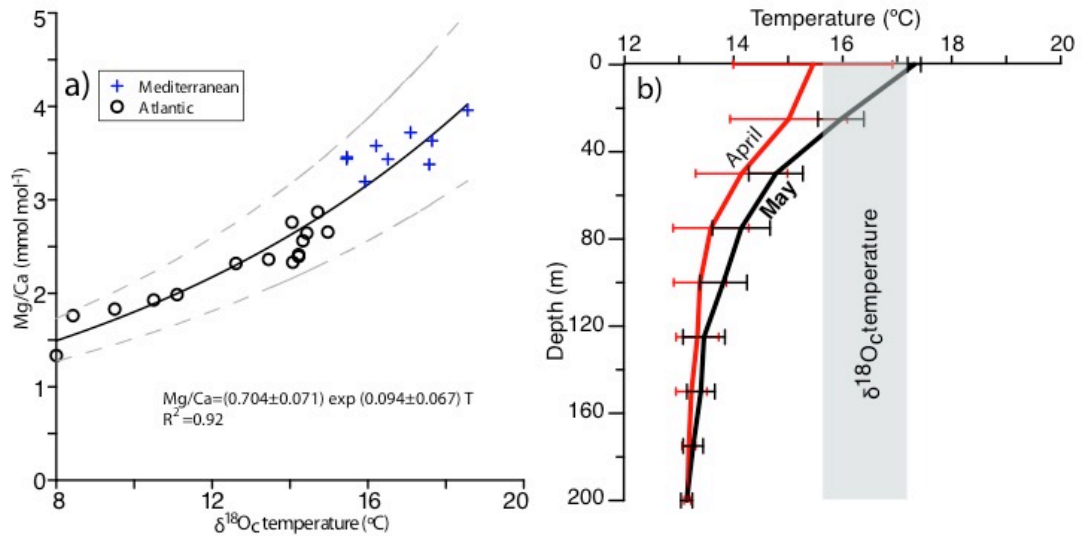 a)
Mediterranean
Atlantic
Mg/Ca (mmol mol⁻¹)
5
4
3
2
1
0
8
12
16
20
δ¹⁸Oc temperature (ºC)
Mg/Ca=(0.704±0.071) exp (0.094±0.067) T
R²=0.92
b)
Temperature (ºC)
12
14
16
18
20
Depth (m)
0
40
80
120
160
200
April
May
δ¹⁸Oc temperature